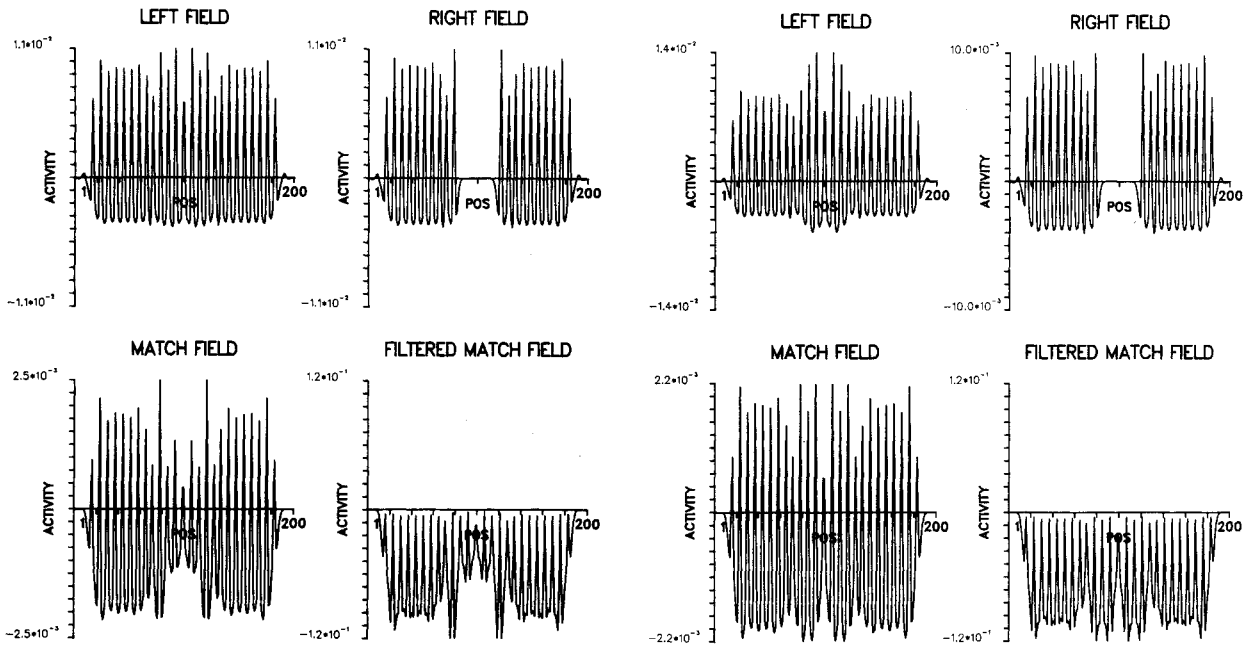 LEFT FIELD
1.1*10⁻²
ACTIVITY
1
POS
200
-1.1*10⁻²
RIGHT FIELD
1.1*10⁻²
ACTIVITY
1
POS
200
-1.1*10⁻²
LEFT FIELD
1.4*10⁻²
ACTIVITY
1
POS
200
-1.4*10⁻²
RIGHT FIELD
10.0*10⁻³
ACTIVITY
1
POS
200
-10.0*10⁻³
MATCH FIELD
2.5*10⁻³
ACTIVITY
1
POS
200
-2.5*10⁻³
FILTERED MATCH FIELD
1.2*10⁻¹
ACTIVITY
1
POS
200
-1.2*10⁻¹
MATCH FIELD
2.2*10⁻³
ACTIVITY
1
POS
200
-2.2*10⁻³
FILTERED MATCH FIELD
1.2*10⁻¹
ACTIVITY
1
POS
200
-1.2*10⁻¹